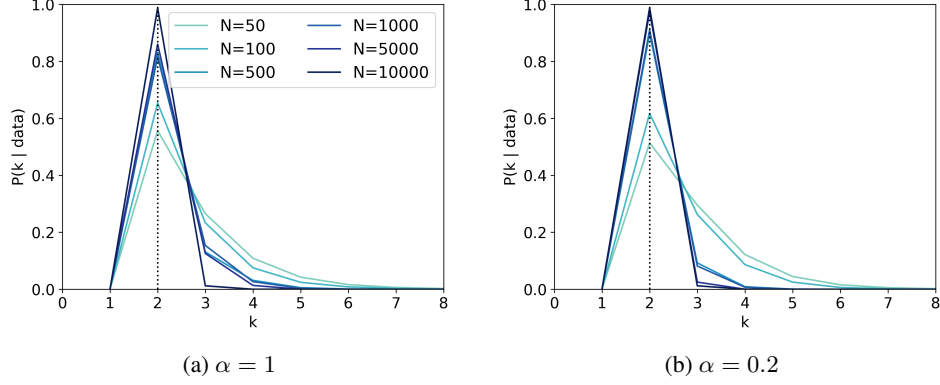 1.0
0.8
0.6
0.4
0.2
0.0
P(k | data)
N=50
N=100
N=500
N=1000
N=5000
N=10000
0 1 2 3 4 5 6 7 8
k
(a) α = 1
1.0
0.8
0.6
0.4
0.2
0.0
P(k | data)
0 1 2 3 4 5 6 7 8
k
(b) α = 0.2